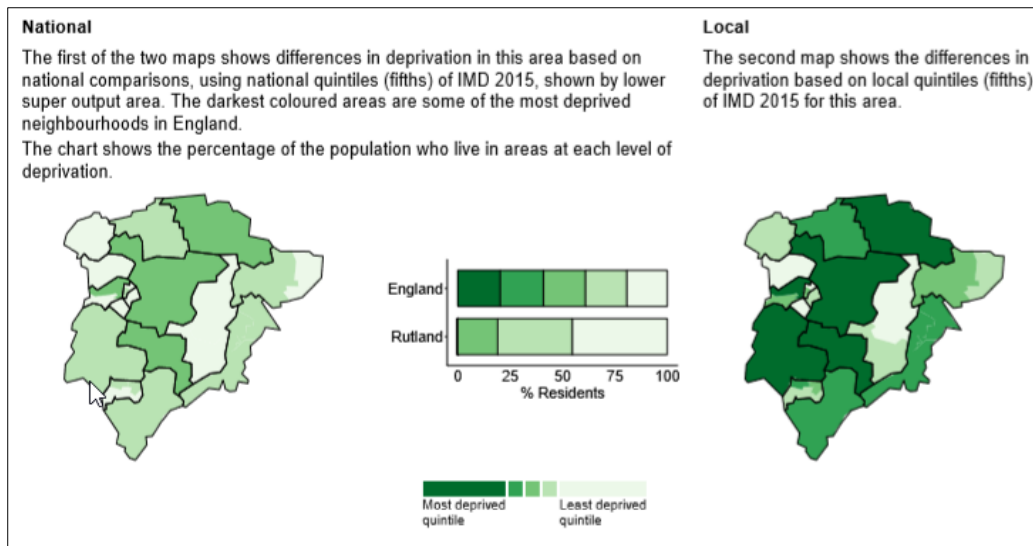 National
The first of the two maps shows differences in deprivation in this area based on
national comparisons, using national quintiles (fifths) of IMD 2015, shown by lower
super output area. The darkest coloured areas are some of the most deprived
neighbourhoods in England.
The chart shows the percentage of the population who live in areas at each level of
deprivation.
Local
The second map shows the differences in
deprivation based on local quintiles (fifths)
of IMD 2015 for this area.
England
Rutland
0 25 50 75 100
% Residents
Most deprived
quintile
Least deprived
quintile